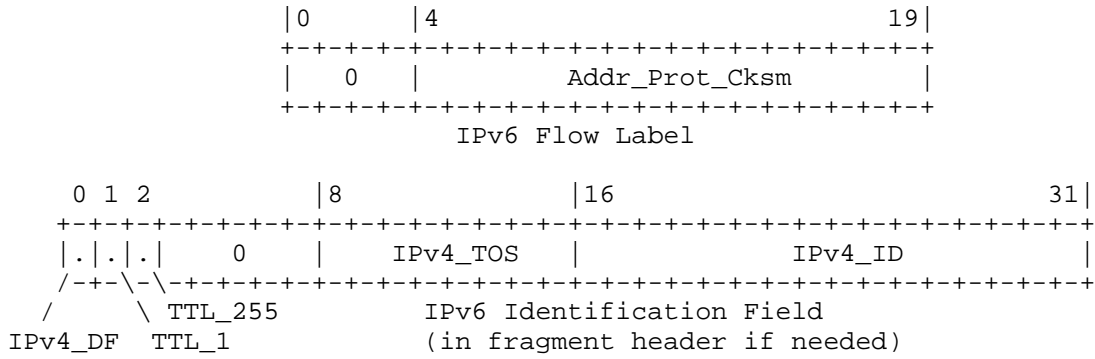 |0      |4                            19|
+-+-+-+-+-+-+-+-+-+-+-+-+-+-+-+-+-+-+-+-+
|   0   |         Addr_Prot_Cksm        |
+-+-+-+-+-+-+-+-+-+-+-+-+-+-+-+-+-+-+-+-+
IPv6 Flow Label
0 1 2          |8              |16                           31|
+-+-+-+-+-+-+-+-+-+-+-+-+-+-+-+-+-+-+-+-+-+-+-+-+-+-+-+-+-+-+-+-+
|.|.|.|    0    |   IPv4_TOS    |             IPv4_ID           |
/-+-\-\-+-+-+-+-+-+-+-+-+-+-+-+-+-+-+-+-+-+-+-+-+-+-+-+-+-+-+-+-+
/     \ TTL_255          IPv6 Identification Field
IPv4_DF  TTL_1            (in fragment header if needed)